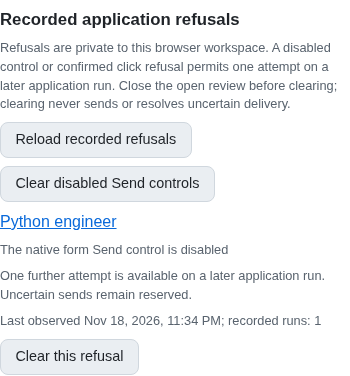 Recorded application refusals
Refusals are private to this browser workspace. A disabled
control or confirmed click refusal permits one attempt on a
later application run. Close the open review before clearing;
clearing never sends or resolves uncertain delivery.
Reload recorded refusals
Clear disabled Send controls
Python engineer
The native form Send control is disabled
One further attempt is available on a later application run.
Uncertain sends remain reserved.
Last observed Nov 18, 2026, 11:34 PM; recorded runs: 1
Clear this refusal